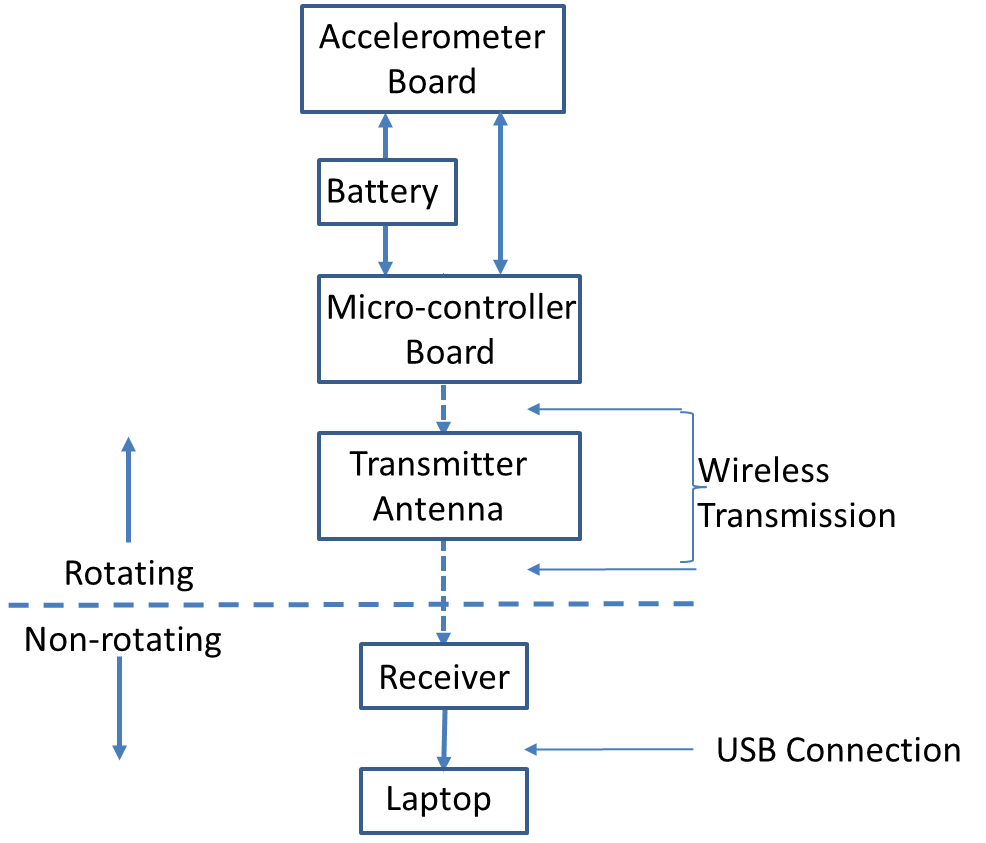 Accelerometer
Board
Battery
Micro-controller
Board
Transmitter
Antenna
Wireless
Transmission
Rotating
Non-rotating
Receiver
USB Connection
Laptop